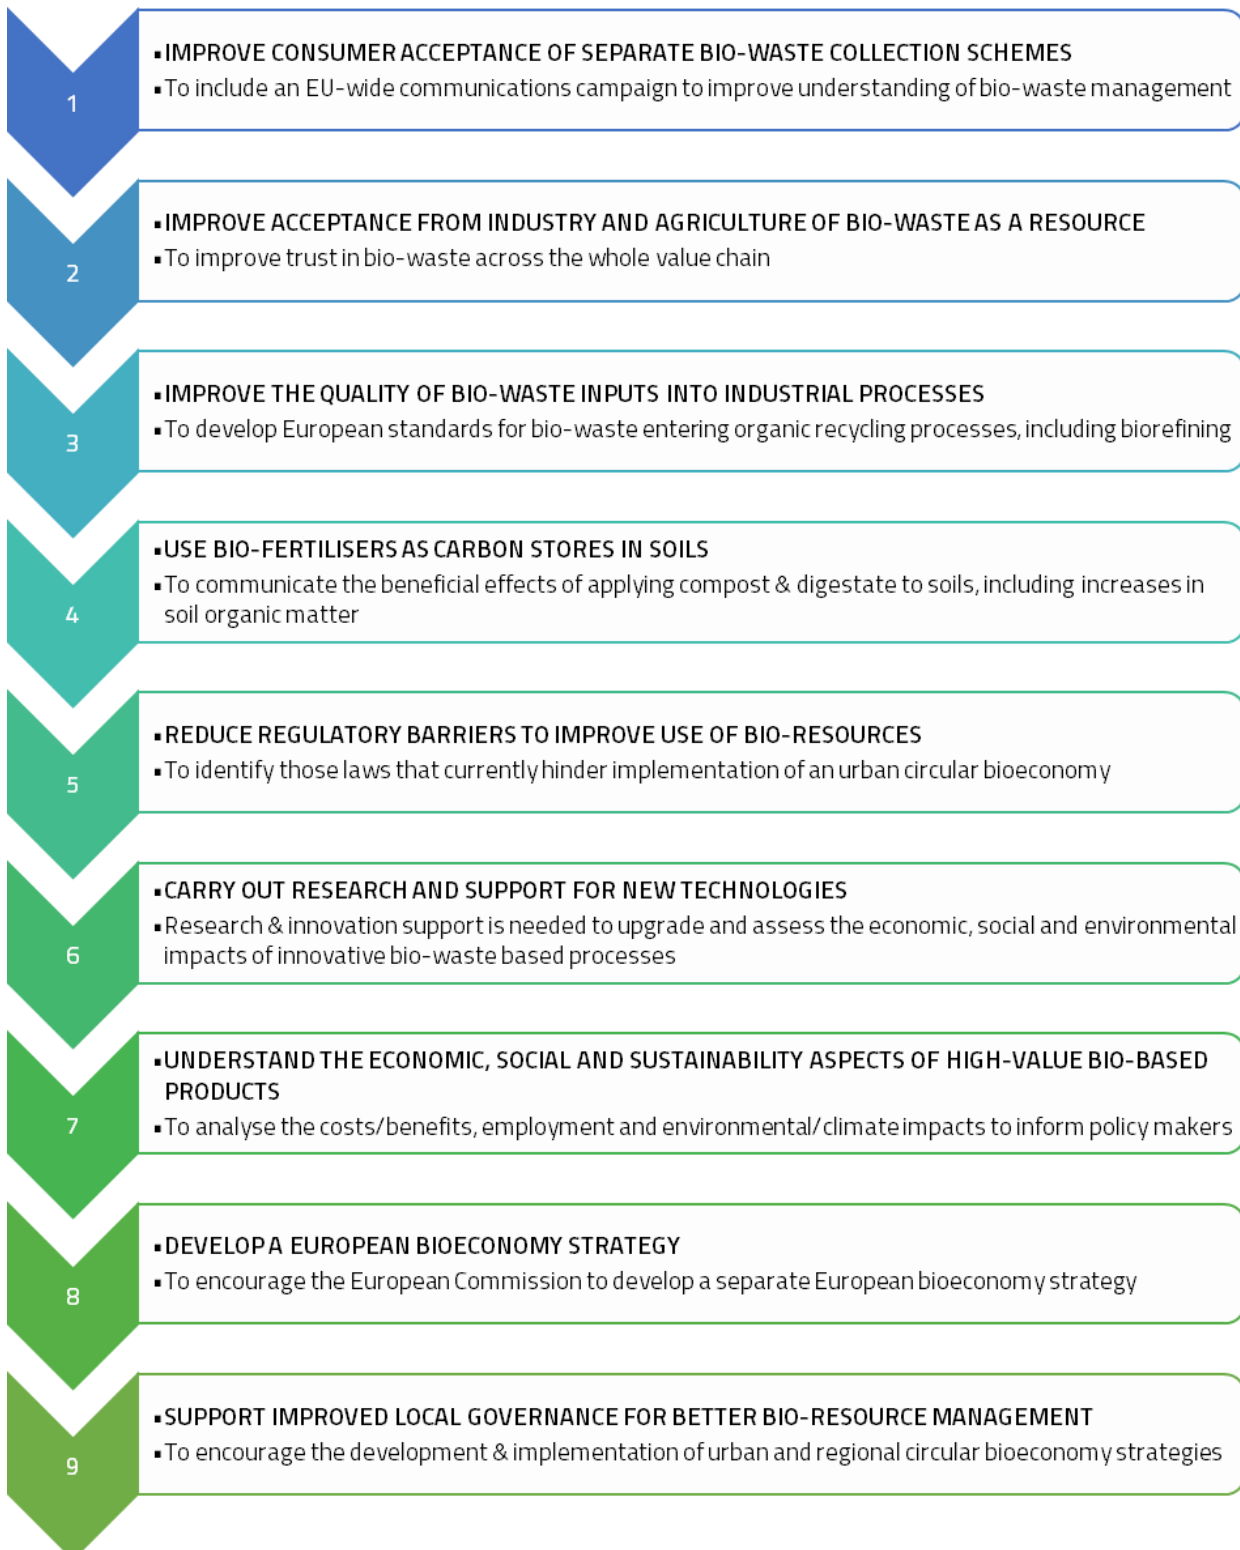 1
▪IMPROVE CONSUMER ACCEPTANCE OF SEPARATE BIO-WASTE COLLECTION SCHEMES
▪To include an EU-wide communications campaign to improve understanding of bio-waste management
2
▪IMPROVE ACCEPTANCE FROM INDUSTRY AND AGRICULTURE OF BIO-WASTE AS A RESOURCE
▪To improve trust in bio-waste across the whole value chain
3
▪IMPROVE THE QUALITY OF BIO-WASTE INPUTS INTO INDUSTRIAL PROCESSES
▪To develop European standards for bio-waste entering organic recycling processes, including biorefining
4
▪USE BIO-FERTILISERS AS CARBON STORES IN SOILS
▪To communicate the beneficial effects of applying compost & digestate to soils, including increases in
soil organic matter
5
▪REDUCE REGULATORY BARRIERS TO IMPROVE USE OF BIO-RESOURCES
▪To identify those laws that currently hinder implementation of an urban circular bioeconomy
6
▪CARRY OUT RESEARCH AND SUPPORT FOR NEW TECHNOLOGIES
▪Research & innovation support is needed to upgrade and assess the economic, social and environmental
impacts of innovative bio-waste based processes
7
▪UNDERSTAND THE ECONOMIC, SOCIAL AND SUSTAINABILITY ASPECTS OF HIGH-VALUE BIO-BASED
PRODUCTS
▪To analyse the costs/benefits, employment and environmental/climate impacts to inform policy makers
8
▪DEVELOP A EUROPEAN BIOECONOMY STRATEGY
▪To encourage the European Commission to develop a separate European bioeconomy strategy
9
▪SUPPORT IMPROVED LOCAL GOVERNANCE FOR BETTER BIO-RESOURCE MANAGEMENT
▪To encourage the development & implementation of urban and regional circular bioeconomy strategies